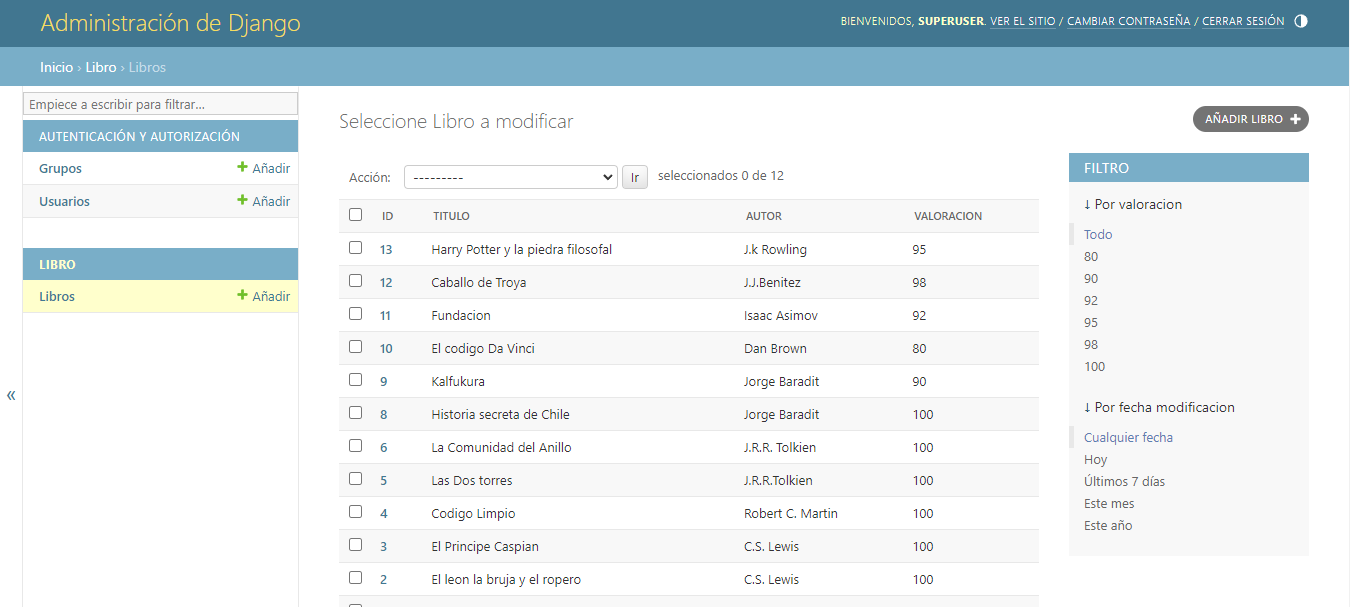 Administración de Django
BIENVENIDOS, SUPERUSER. VER EL SITIO / CAMBIAR CONTRASEÑA / CERRAR SESIÓN
Inicio › Libro › Libros
Empiece a escribir para filtrar...
AUTENTICACIÓN Y AUTORIZACIÓN
Grupos + Añadir
Usuarios + Añadir
LIBRO
Libros + Añadir
«
Seleccione Libro a modificar
AÑADIR LIBRO +
Acción: --------- Ir seleccionados 0 de 12
ID TITULO AUTOR VALORACION
13 Harry Potter y la piedra filosofal J.k Rowling 95
12 Caballo de Troya J.J.Benitez 98
11 Fundacion Isaac Asimov 92
10 El codigo Da Vinci Dan Brown 80
9 Kalfukura Jorge Baradit 90
8 Historia secreta de Chile Jorge Baradit 100
6 La Comunidad del Anillo J.R.R. Tolkien 100
5 Las Dos torres J.R.R.Tolkien 100
4 Codigo Limpio Robert C. Martin 100
3 El Principe Caspian C.S. Lewis 100
2 El leon la bruja y el ropero C.S. Lewis 100
FILTRO
↓ Por valoracion
Todo
80
90
92
95
98
100
↓ Por fecha modificacion
Cualquier fecha
Hoy
Últimos 7 días
Este mes
Este año